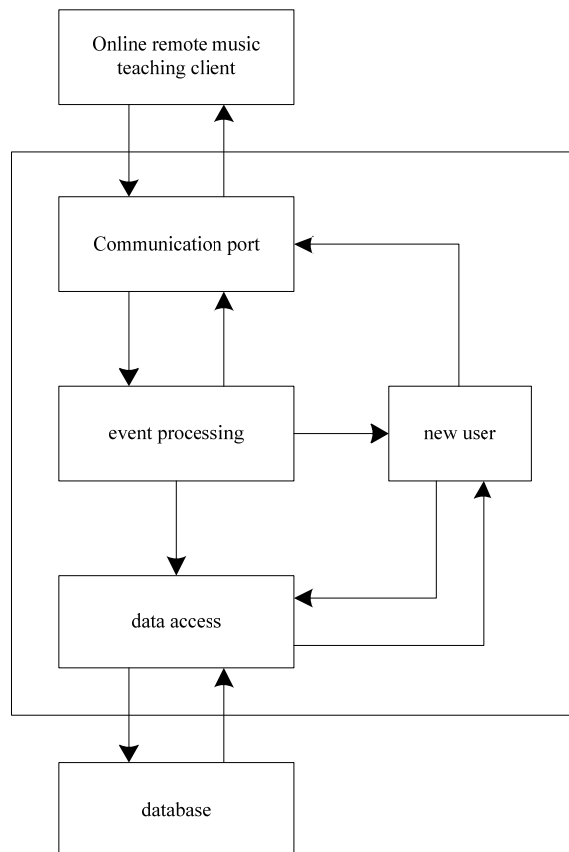 Online remote music
teaching client
Communication port
event processing
new user
data access
database